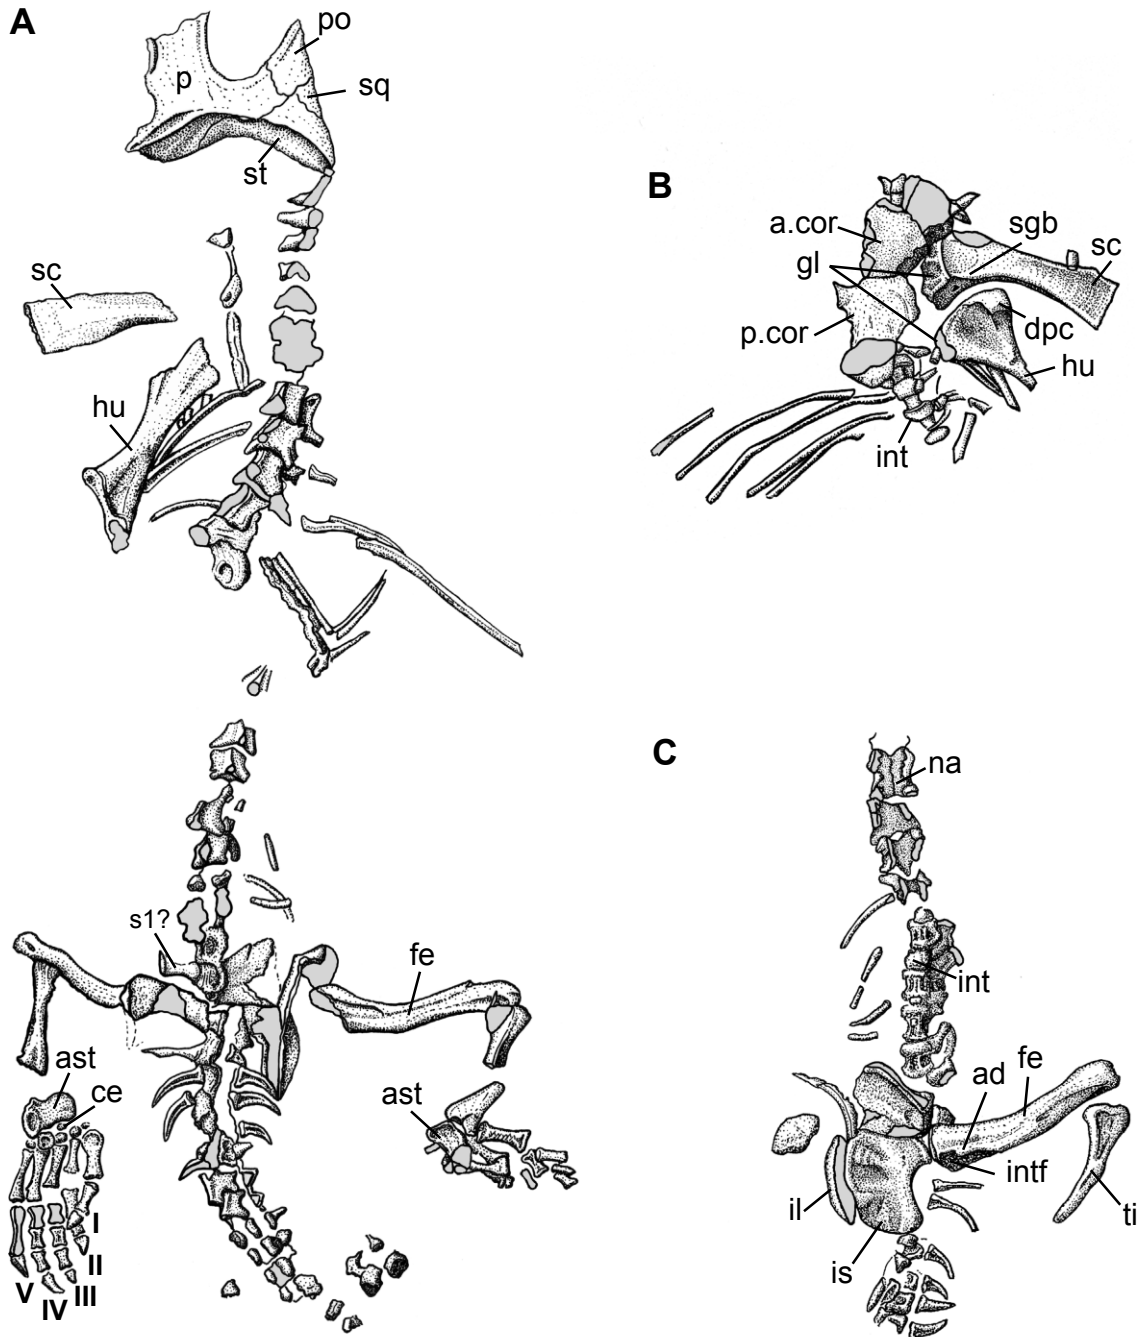 A
po
p
sq
st
sc
hu
s1?
fe
ast
ce
ast
I
II
III
IV
V
B
a.cor
sgb
sc
gl
p.cor
dpc
hu
int
C
na
int
ad
fe
intf
il
ti
is